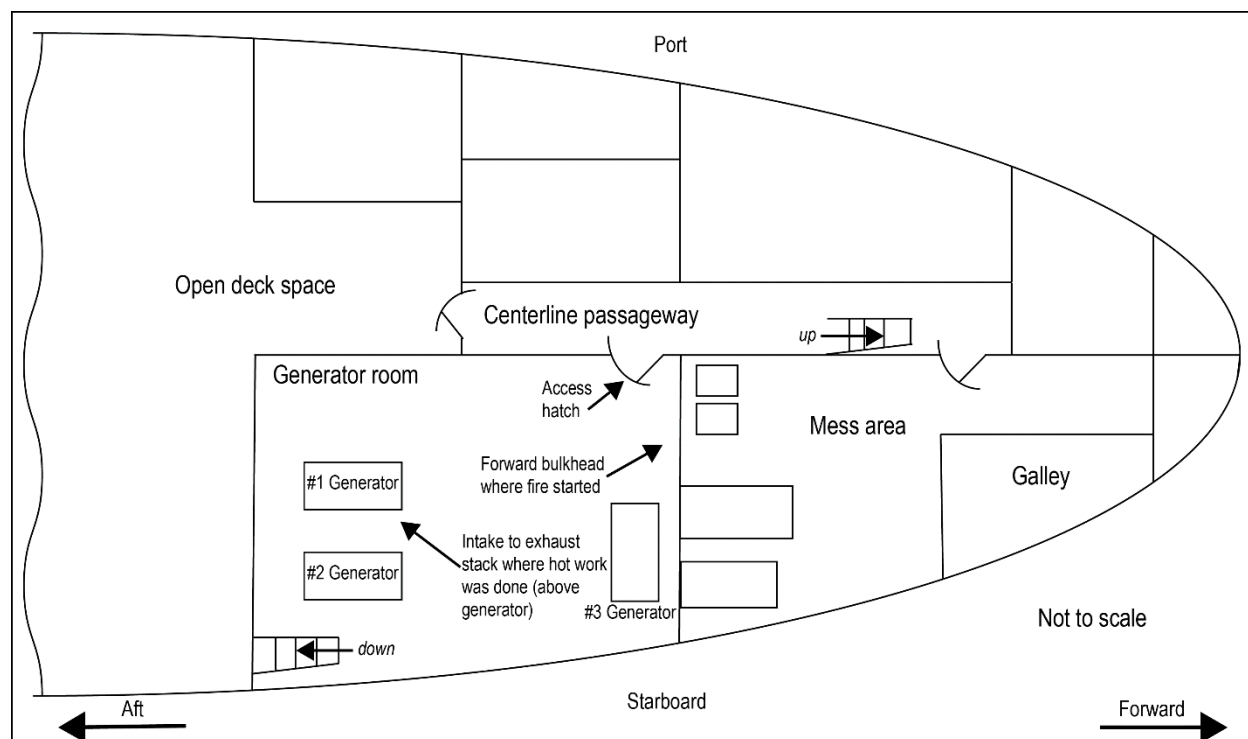 Port
Open deck space
Centerline passageway
up
Generator room
Access
hatch
Mess area
Forward bulkhead
where fire started
Galley
#1 Generator
Intake to exhaust
stack where hot work
was done (above
generator)
#2 Generator
#3 Generator
Not to scale
down
Starboard
Aft
Forward